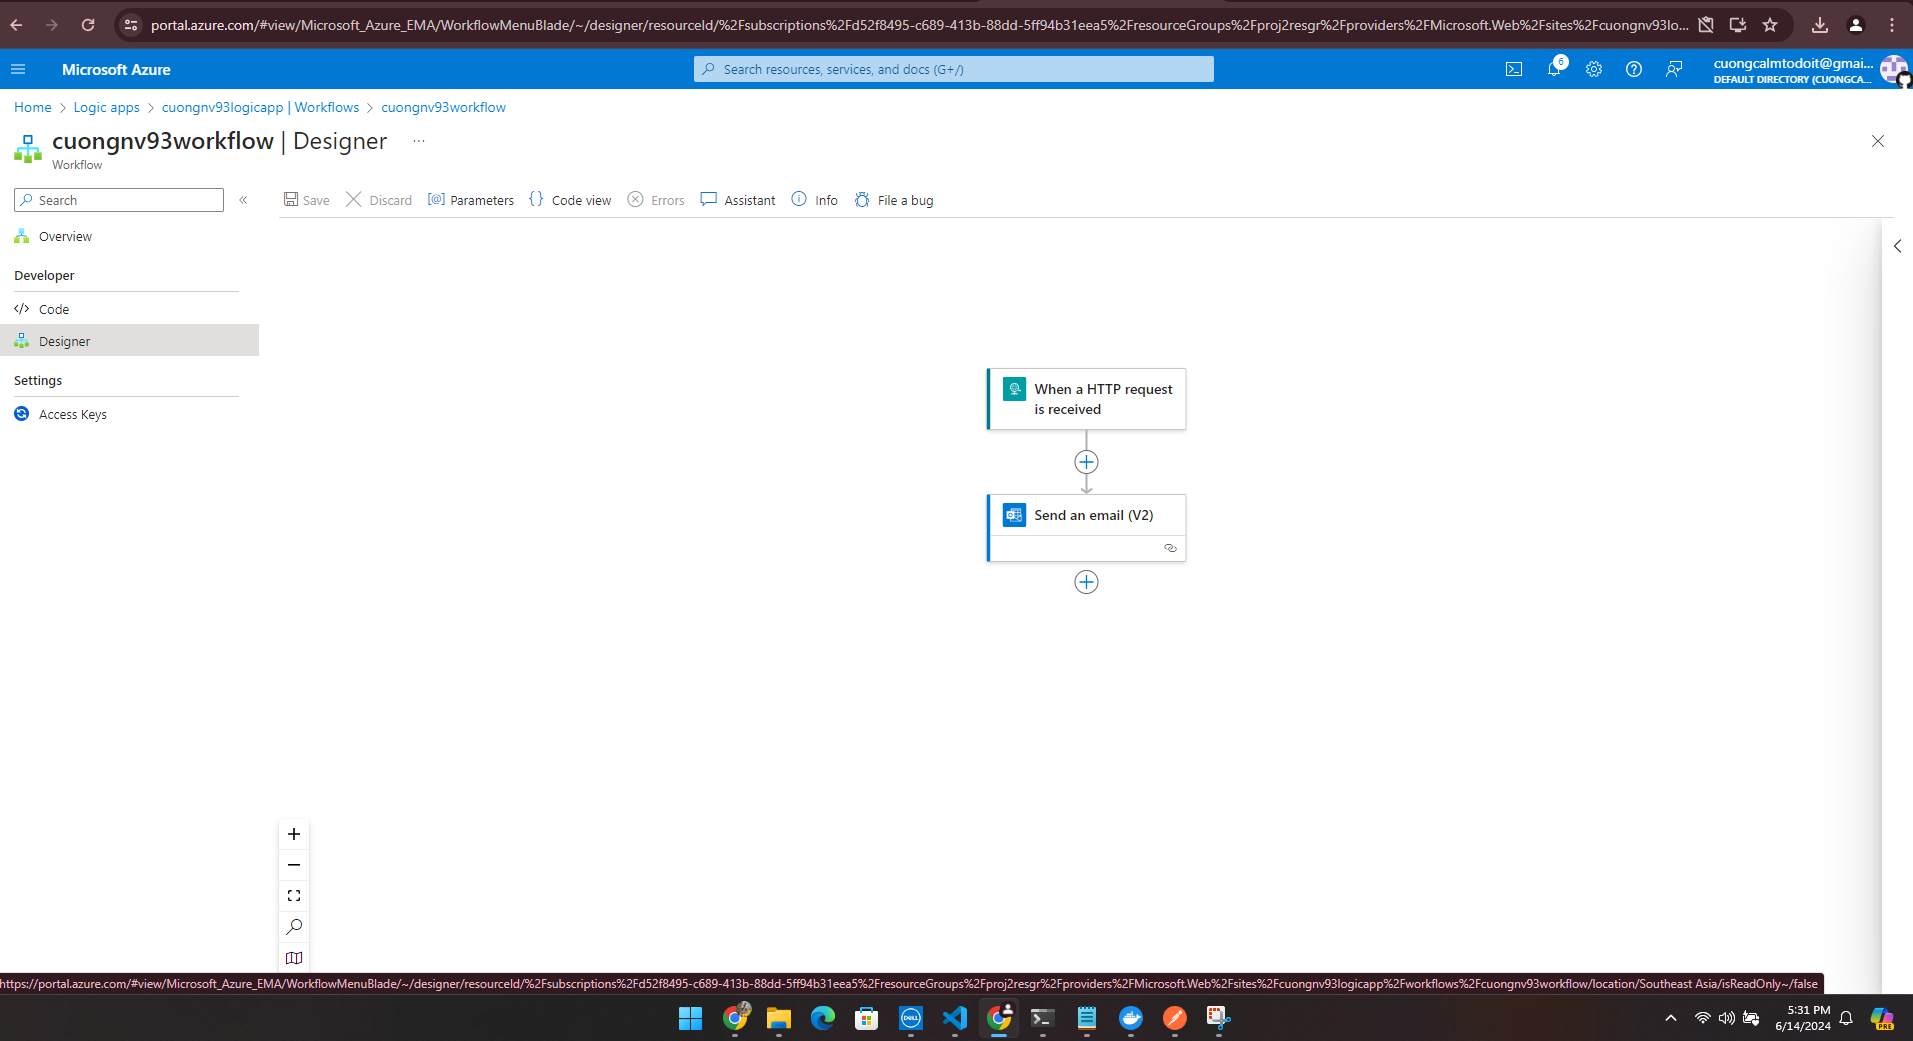 portal.azure.com/#view/Microsoft_Azure_EMA/WorkflowMenuBlade/~/designer/resourceId/%2Fsubscriptions%2Fd52f8495-c689-413b-88dd-5ff94b31eea5%2FresourceGroups%2Fproj2resgr%2Fproviders%2FMicrosoft.Web%2Fsites%2Fcuongnv93lo...
Microsoft Azure
Search resources, services, and docs (G+/)
6
cuongcalmtodoit@gmai...
DEFAULT DIRECTORY (CUONGCA...
Home > Logic apps > cuongnv93logicapp | Workflows > cuongnv93workflow
cuongnv93workflow | Designer ...
Workflow
Search
«
Save Discard Parameters Code view Errors Assistant Info File a bug
Overview
Developer
Code
Designer
Settings
Access Keys
When a HTTP request
is received
Send an email (V2)
https://portal.azure.com/#view/Microsoft_Azure_EMA/WorkflowMenuBlade/~/designer/resourceId/%2Fsubscriptions%2Fd52f8495-c689-413b-88dd-5ff94b31eea5%2FresourceGroups%2Fproj2resgr%2Fproviders%2FMicrosoft.Web%2Fsites%2Fcuongnv93logicapp%2Fworkflows%2Fcuongnv93workflow/location/Southeast Asia/isReadOnly~/false
DELL
PRE
5:31 PM
6/14/2024